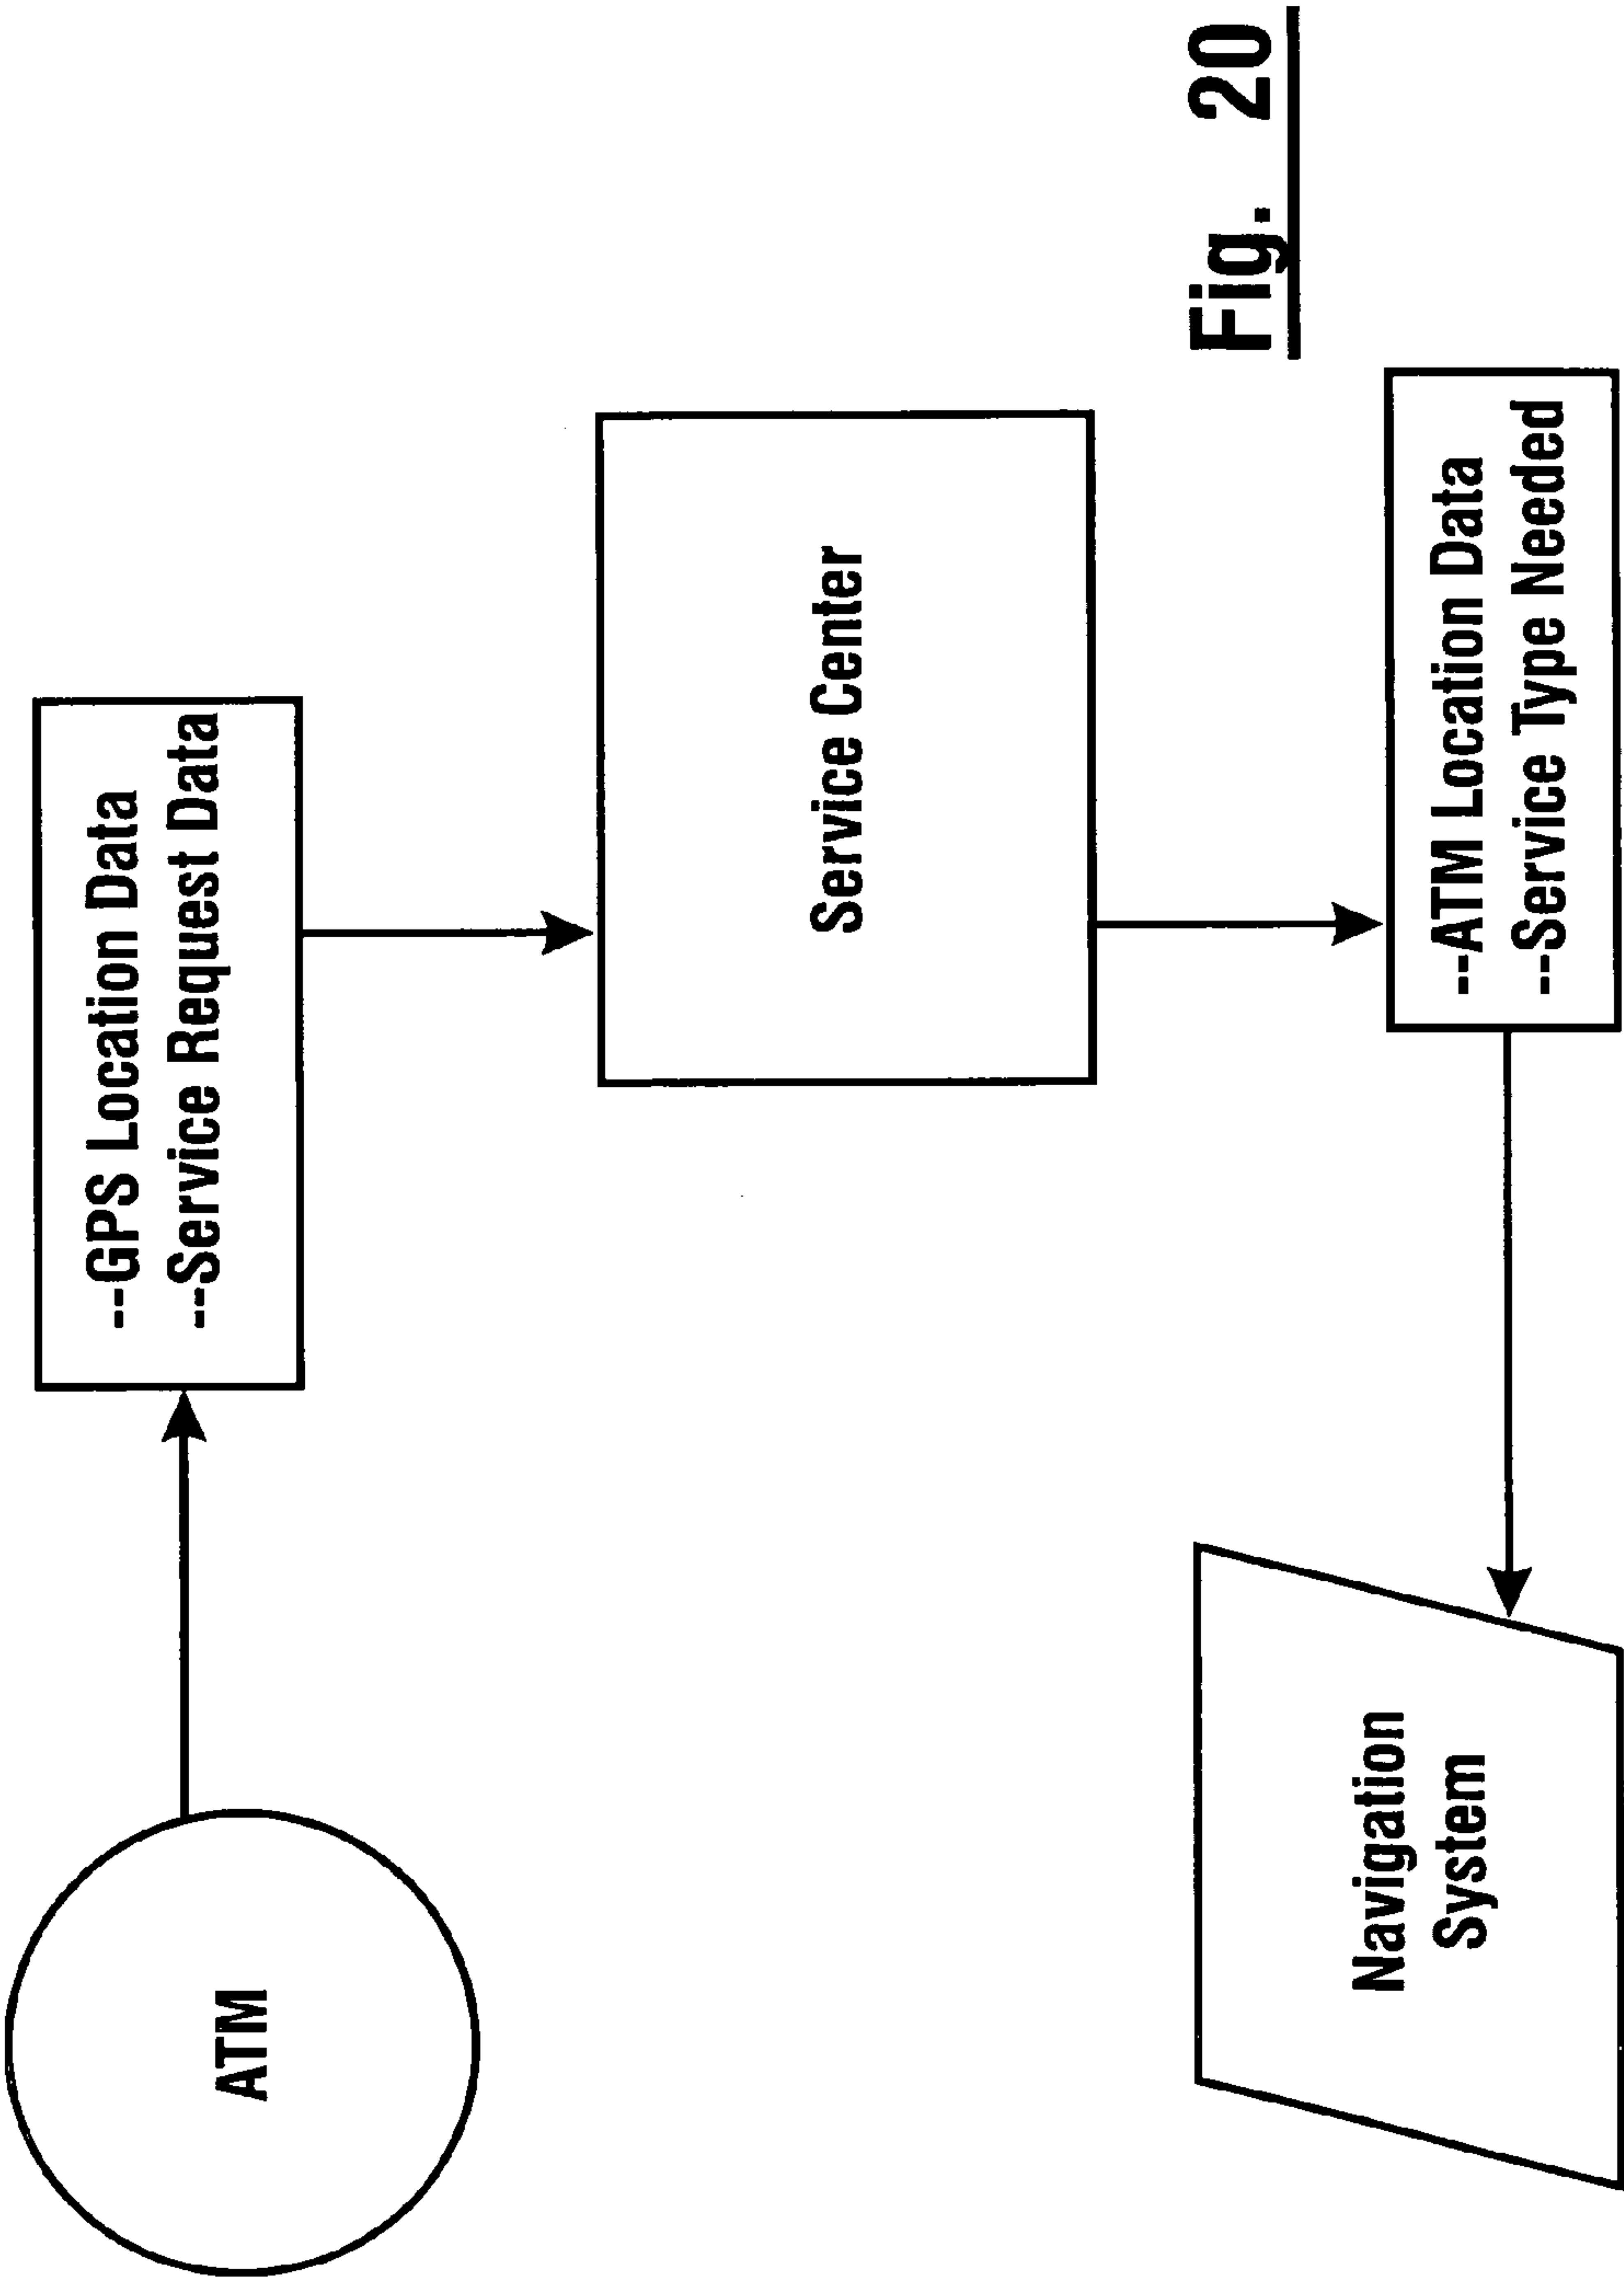 ATM
--GPS Location Data
--Service Request Data
Service Center
--ATM Location Data
--Service Type Needed
Navigation
System
Fig. 20